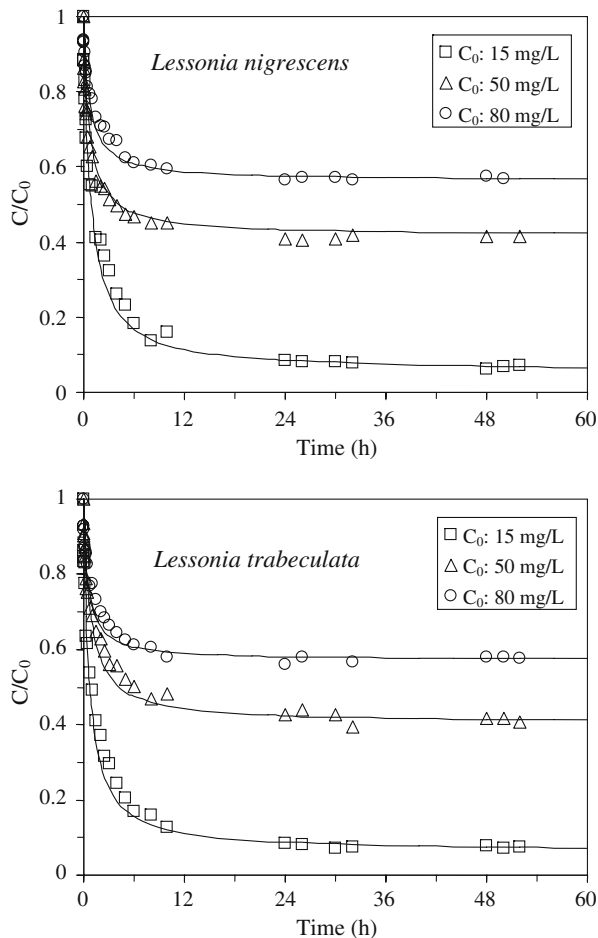 1
0.8
0.6
0.4
0.2
0
C/C0
Lessonia nigrescens
C0: 15 mg/L
C0: 50 mg/L
C0: 80 mg/L
0 12 24 36 48 60
Time (h)
1
0.8
0.6
0.4
0.2
0
C/C0
Lessonia trabeculata
C0: 15 mg/L
C0: 50 mg/L
C0: 80 mg/L
0 12 24 36 48 60
Time (h)